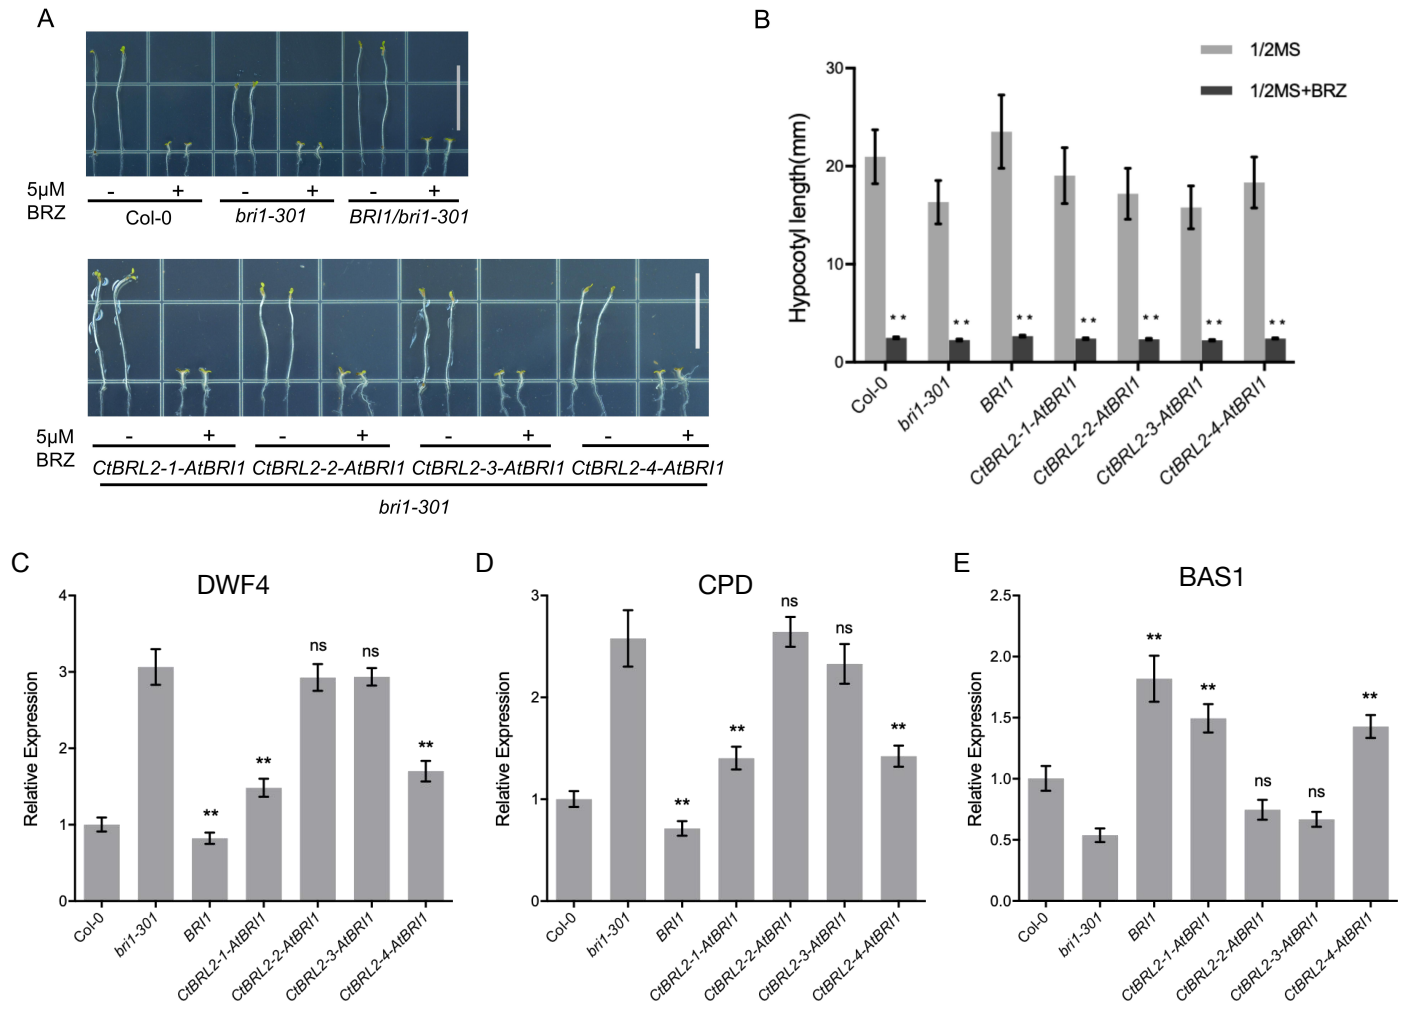 A
- + - + - +
5μM
BRZ
Col-0 bri1-301 BRI1/bri1-301
- + - + - + - +
5μM
BRZ
CtBRL2-1-AtBRI1 CtBRL2-2-AtBRI1 CtBRL2-3-AtBRI1 CtBRL2-4-AtBRI1
bri1-301
B
1/2MS
1/2MS+BRZ
Hypocotyl length(mm)
30
20
10
0
** ** ** ** ** ** **
Col-0
bri1-301
BRI1
CtBRL2-1-AtBRI1
CtBRL2-2-AtBRI1
CtBRL2-3-AtBRI1
CtBRL2-4-AtBRI1
C
DWF4
Relative Expression
4
3
2
1
0
** ** ns ns **
Col-0
bri1-301
BRI1
CtBRL2-1-AtBRI1
CtBRL2-2-AtBRI1
CtBRL2-3-AtBRI1
CtBRL2-4-AtBRI1
D
CPD
Relative Expression
3
2
1
0
** ** ns ns **
Col-0
bri1-301
BRI1
CtBRL2-1-AtBRI1
CtBRL2-2-AtBRI1
CtBRL2-3-AtBRI1
CtBRL2-4-AtBRI1
E
BAS1
Relative Expression
2.5
2.0
1.5
1.0
0.5
0.0
** ** ns ns **
Col-0
bri1-301
BRI1
CtBRL2-1-AtBRI1
CtBRL2-2-AtBRI1
CtBRL2-3-AtBRI1
CtBRL2-4-AtBRI1